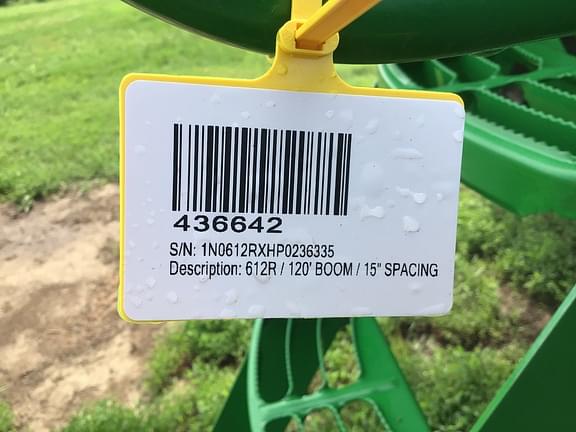 436642
S/N: 1N0612RXHP0236335
Description: 612R / 120' BOOM / 15" SPACING